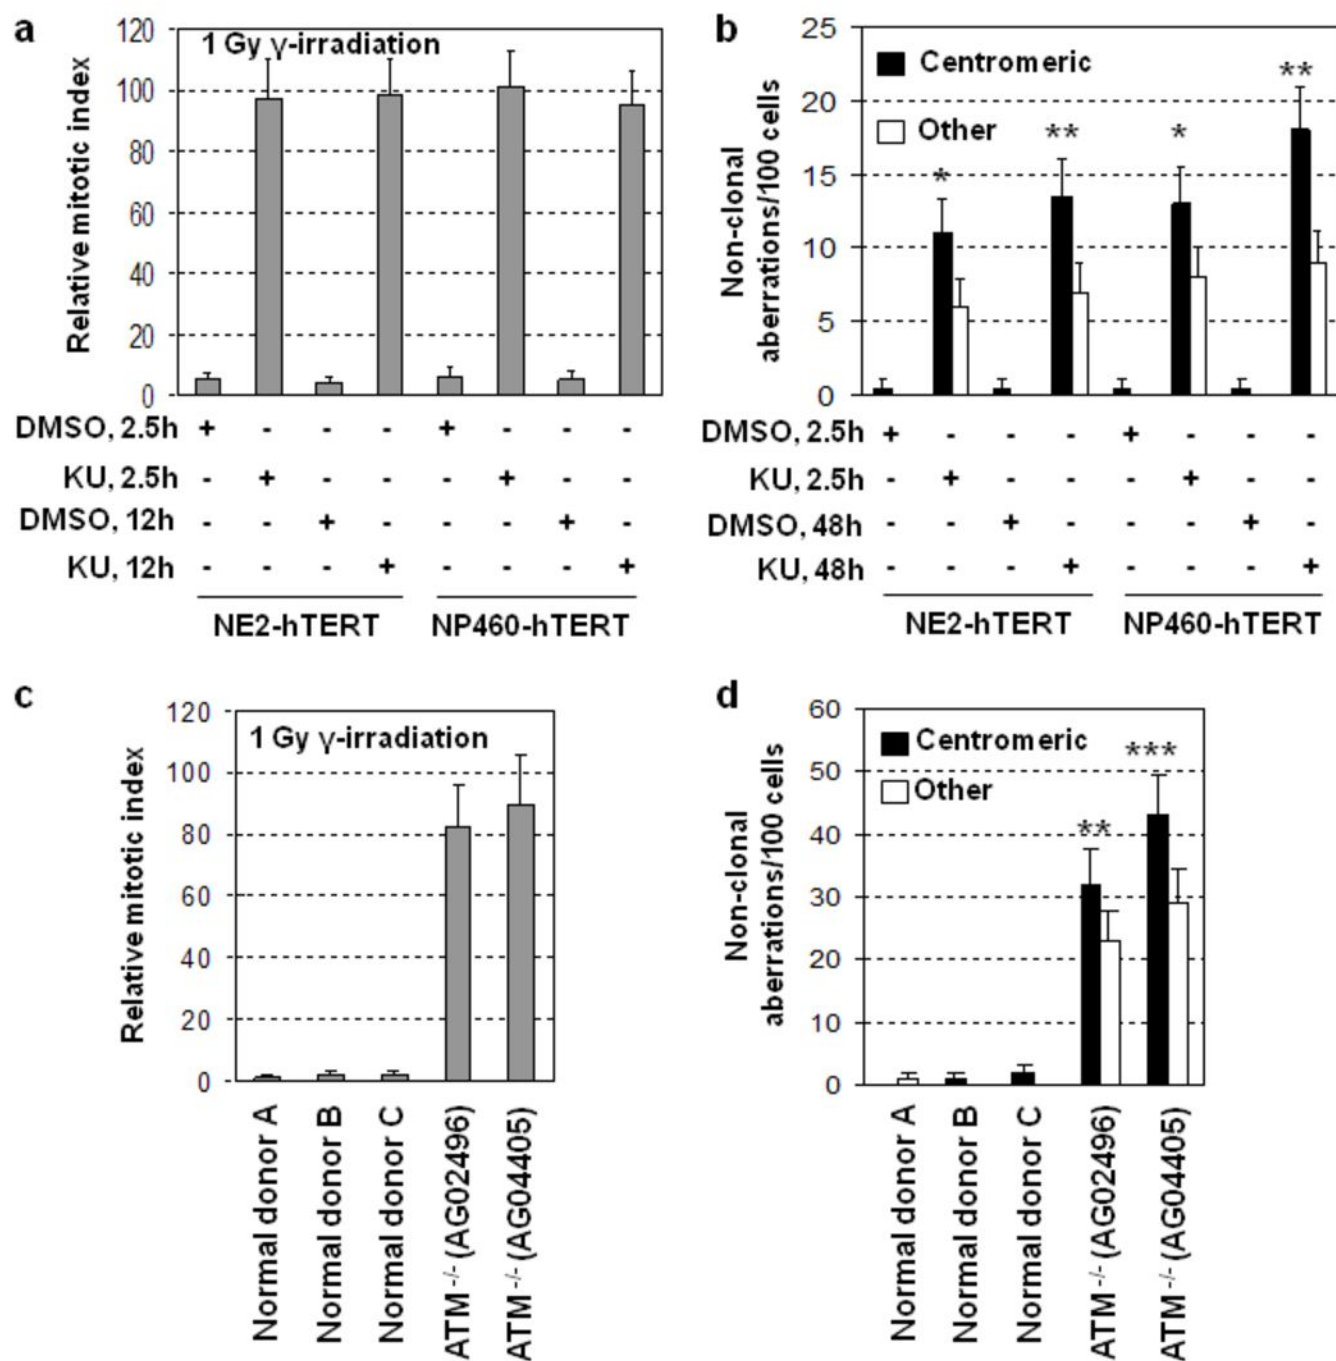 a
1 Gy γ-irradiation
Relative mitotic index
120
100
80
60
40
20
0
DMSO, 2.5h + - - - + - - -
KU, 2.5h - + - - - + - -
DMSO, 12h - - + - - - + -
KU, 12h - - - + - - - +
NE2-hTERT NP460-hTERT
b
Centromeric
Other
Non-clonal
aberrations/100 cells
25
20
15
10
5
0
* ** * **
DMSO, 2.5h + - - - + - - -
KU, 2.5h - + - - - + - -
DMSO, 48h - - + - - - + -
KU, 48h - - - + - - - +
NE2-hTERT NP460-hTERT
c
1 Gy γ-irradiation
Relative mitotic index
120
100
80
60
40
20
0
Normal donor A
Normal donor B
Normal donor C
ATM -/- (AG02496)
ATM -/- (AG04405)
d
Centromeric
Other
Non-clonal
aberrations/100 cells
60
50
40
30
20
10
0
** ***
Normal donor A
Normal donor B
Normal donor C
ATM -/- (AG02496)
ATM -/- (AG04405)